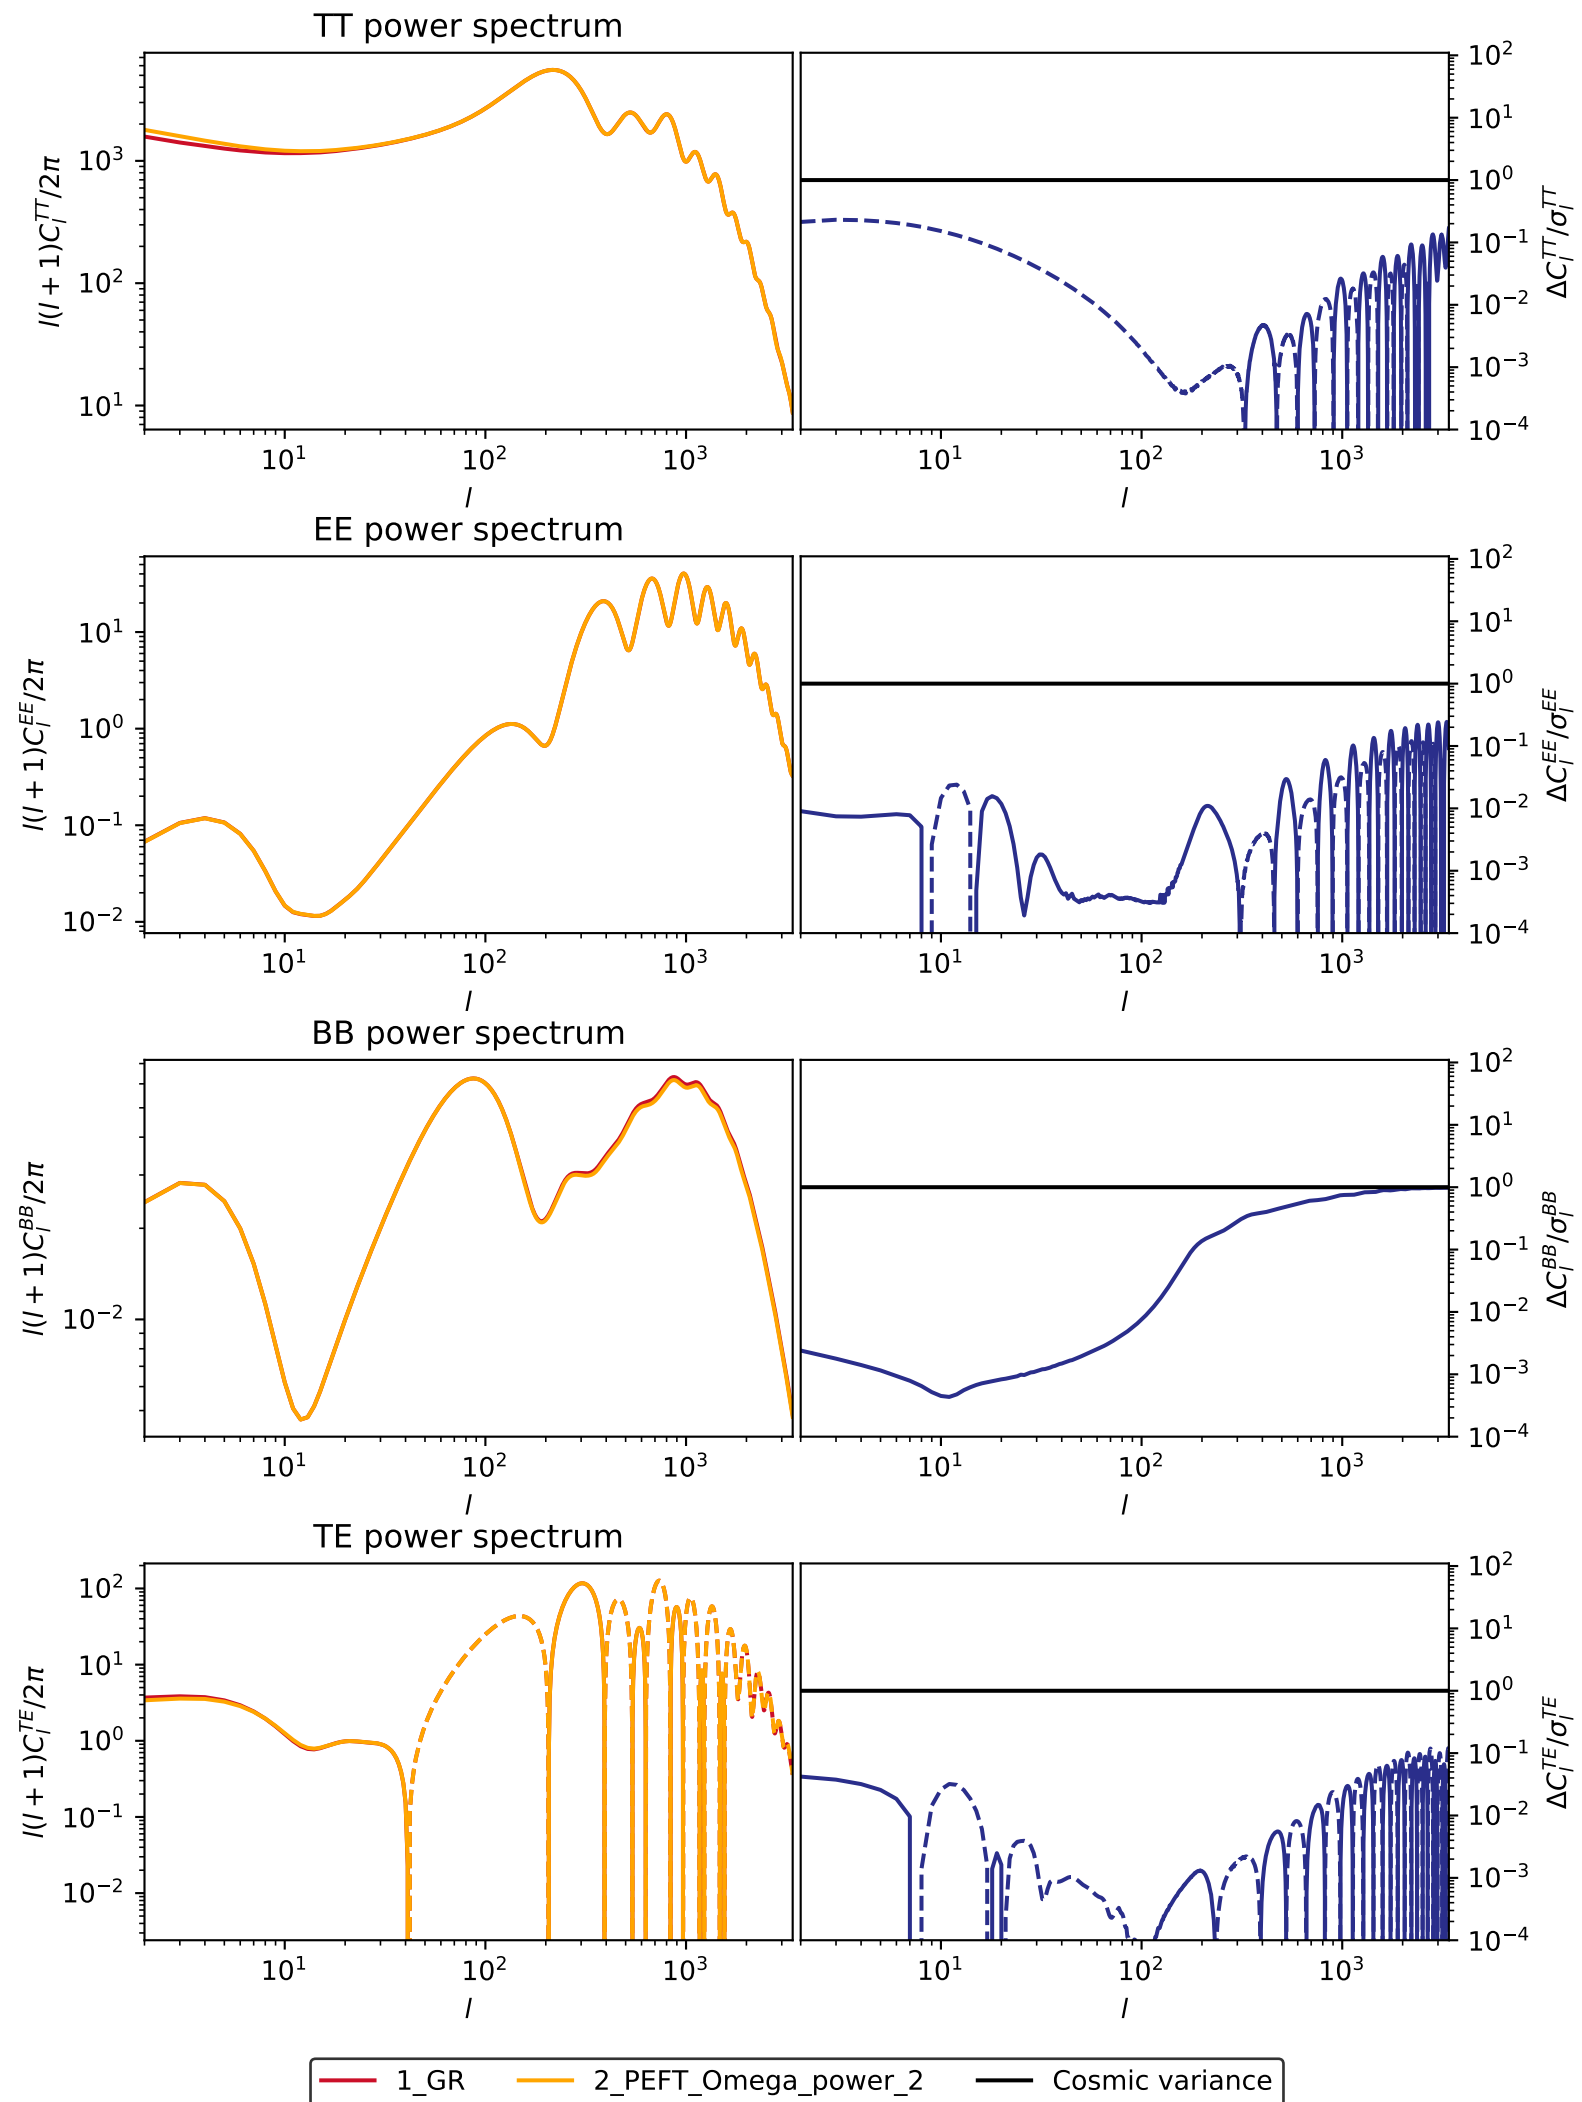 TT power spectrum
l(l + 1)C_l^{TT}/2π
10^3
10^2
10^1
10^1 10^2 10^3
l
10^2
10^1
10^0
10^{-1}
10^{-2}
10^{-3}
10^{-4}
ΔC_l^{TT}/σ_l^{TT}
10^1 10^2 10^3
l
EE power spectrum
l(l + 1)C_l^{EE}/2π
10^1
10^0
10^{-1}
10^{-2}
10^1 10^2 10^3
l
10^2
10^1
10^0
10^{-1}
10^{-2}
10^{-3}
10^{-4}
ΔC_l^{EE}/σ_l^{EE}
10^1 10^2 10^3
l
BB power spectrum
l(l + 1)C_l^{BB}/2π
10^{-2}
10^1 10^2 10^3
l
10^2
10^1
10^0
10^{-1}
10^{-2}
10^{-3}
10^{-4}
ΔC_l^{BB}/σ_l^{BB}
10^1 10^2 10^3
l
TE power spectrum
l(l + 1)C_l^{TE}/2π
10^2
10^1
10^0
10^{-1}
10^{-2}
10^1 10^2 10^3
l
10^2
10^1
10^0
10^{-1}
10^{-2}
10^{-3}
10^{-4}
ΔC_l^{TE}/σ_l^{TE}
10^1 10^2 10^3
l
1_GR 2_PEFT_Omega_power_2 Cosmic variance